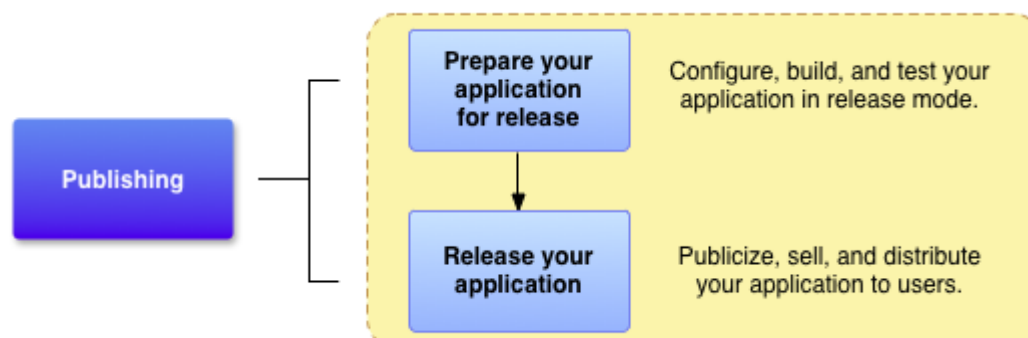 Publishing
Prepare your
application
for release
Configure, build, and test your
application in release mode.
Release your
application
Publicize, sell, and distribute
your application to users.